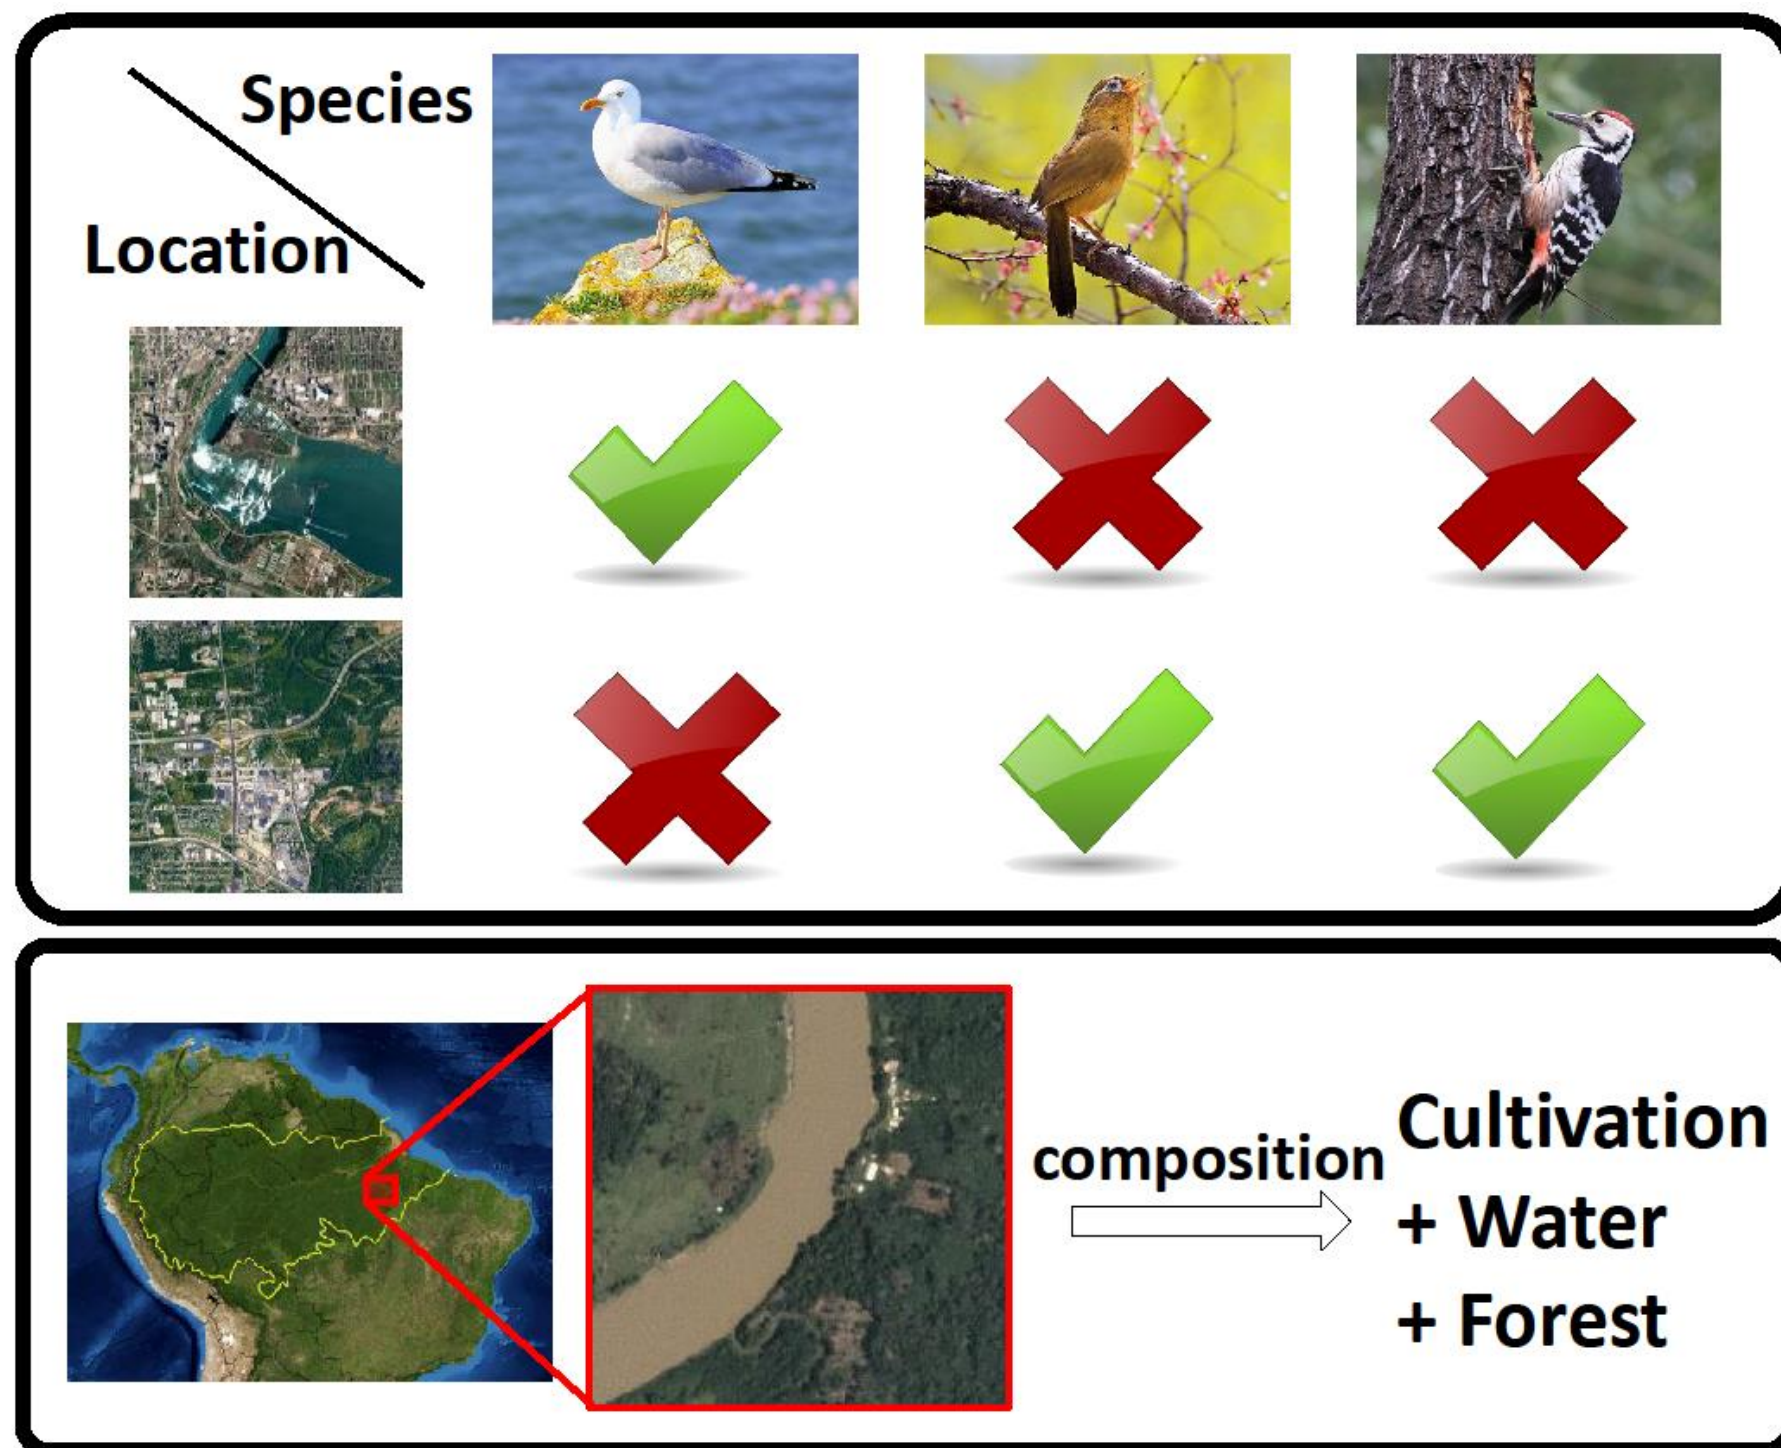 Species
Location
composition
Cultivation
+ Water
+ Forest